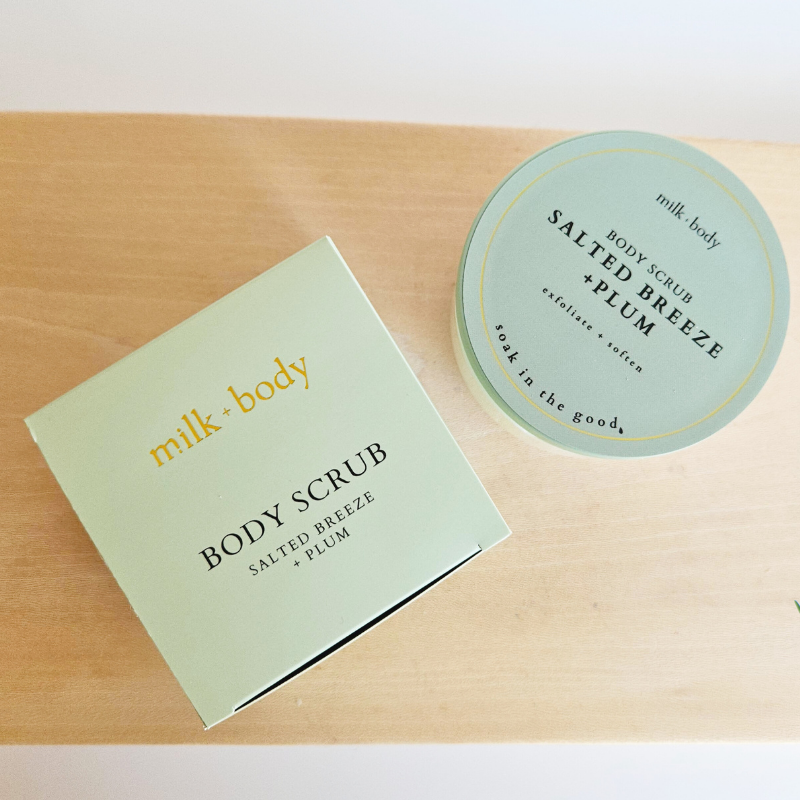 milk + body
BODY SCRUB
SALTED BREEZE
+ PLUM
milk + body
BODY SCRUB
SALTED BREEZE
+PLUM
exfoliate + soften
soak in the good